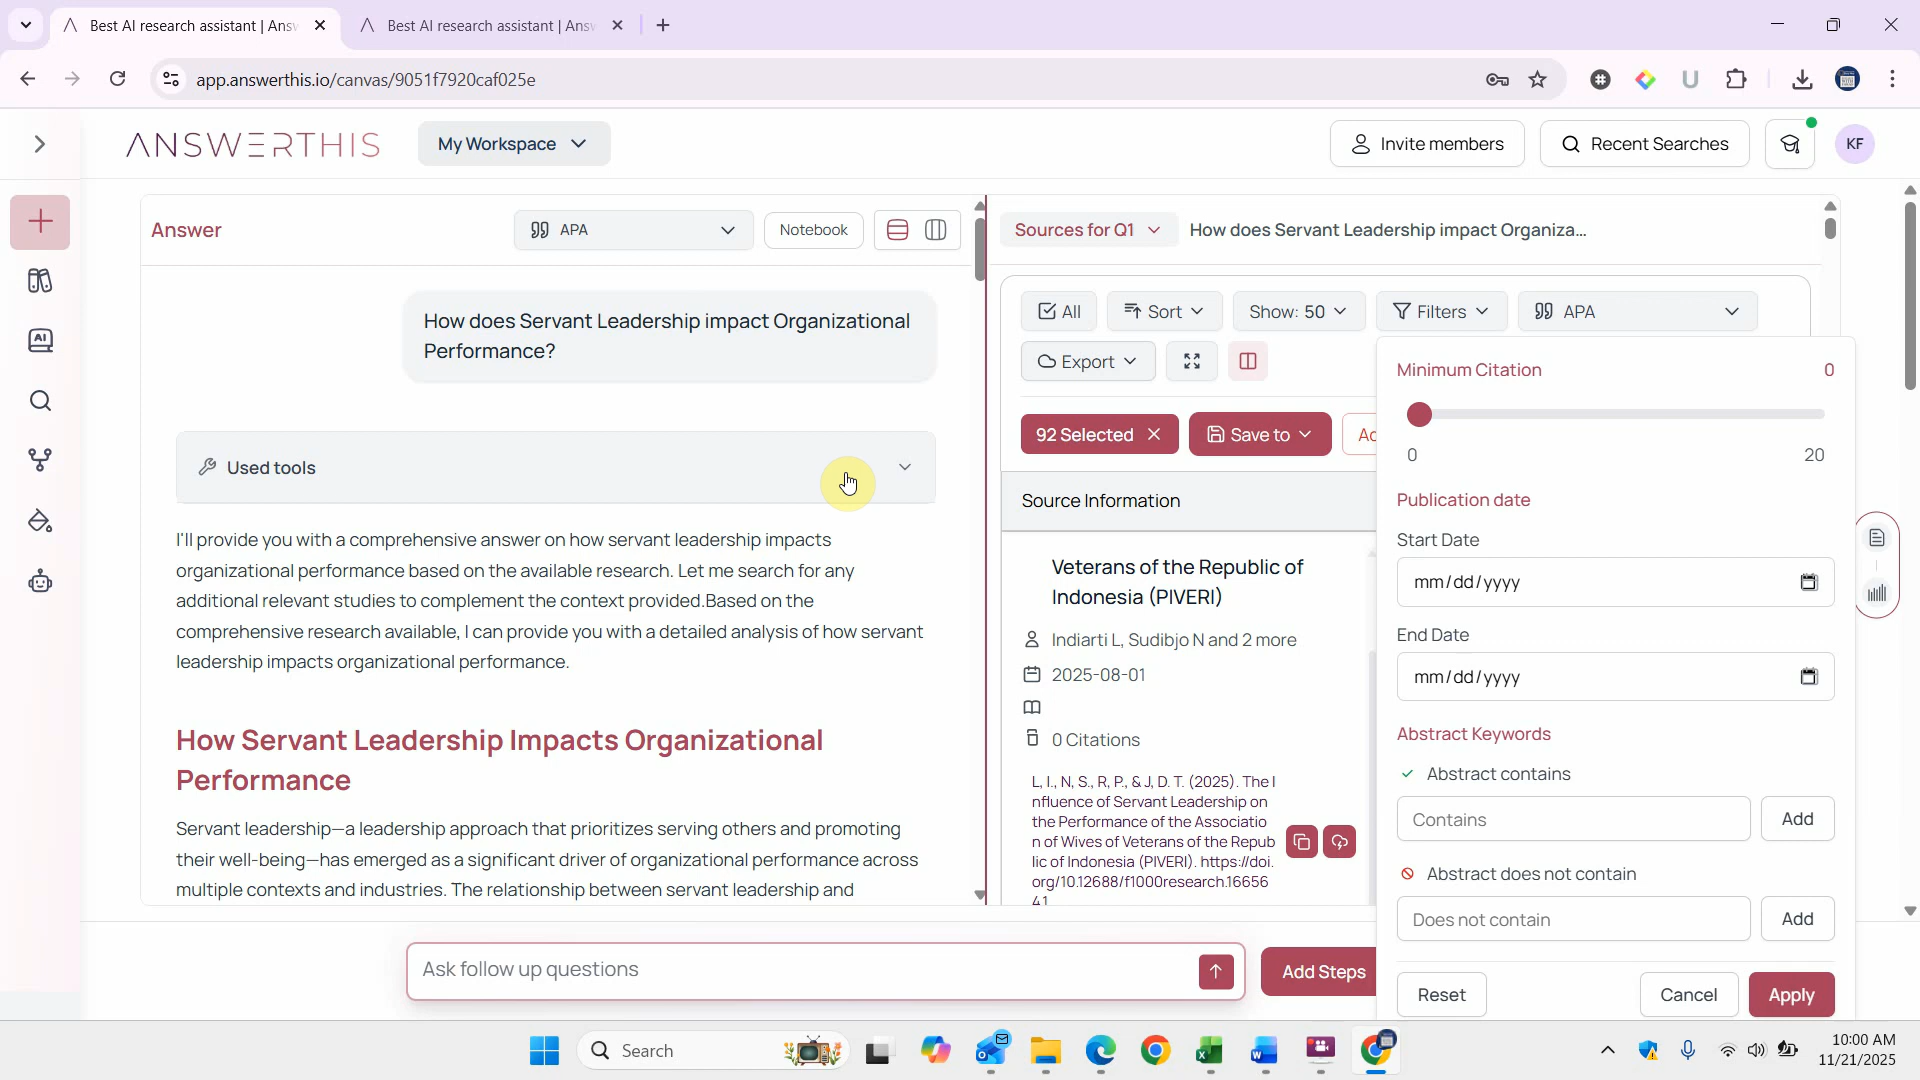 Best AI research assistant | Ans
Best AI research assistant | Ans
app.answerthis.io/canvas/9051f7920caf025e
ANSWERTHIS
My Workspace
Invite members
Recent Searches
KF
Answer
APA
Notebook
How does Servant Leadership impact Organizational
Performance?
Used tools
I'll provide you with a comprehensive answer on how servant leadership impacts
organizational performance based on the available research. Let me search for any
additional relevant studies to complement the context provided.Based on the
comprehensive research available, I can provide you with a detailed analysis of how servant
leadership impacts organizational performance.
How Servant Leadership Impacts Organizational
Performance
Servant leadership—a leadership approach that prioritizes serving others and promoting
their well-being—has emerged as a significant driver of organizational performance across
multiple contexts and industries. The relationship between servant leadership and
Sources for Q1
How does Servant Leadership impact Organiza...
All
Sort
Show: 50
Filters
APA
Export
92 Selected
Save to
Source Information
Veterans of the Republic of
Indonesia (PIVERI)
Indiarti L, Sudibjo N and 2 more
2025-08-01
0 Citations
L, I., N, S., R, P., & J, D. T. (2025). The I
nfluence of Servant Leadership on
the Performance of the Associatio
n of Wives of Veterans of the Repub
lic of Indonesia (PIVERI). https://doi.
org/10.12688/f1000research.16656
4.1
Minimum Citation
0
0
20
Publication date
Start Date
mm/dd/yyyy
End Date
mm/dd/yyyy
Abstract Keywords
Abstract contains
Contains
Add
Abstract does not contain
Does not contain
Add
Reset
Cancel
Apply
Ask follow up questions
Add Steps
Search
10:00 AM
11/21/2025